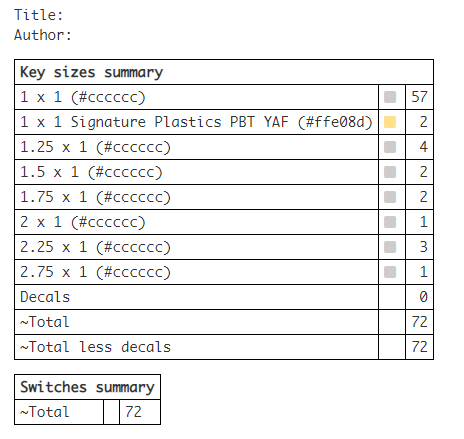 Title:
Author:
Key sizes summary
1 x 1 (#cccccc) 57
1 x 1 Signature Plastics PBT YAF (#ffe08d) 2
1.25 x 1 (#cccccc) 4
1.5 x 1 (#cccccc) 2
1.75 x 1 (#cccccc) 2
2 x 1 (#cccccc) 1
2.25 x 1 (#cccccc) 3
2.75 x 1 (#cccccc) 1
Decals 0
~Total 72
~Total less decals 72
Switches summary
~Total 72